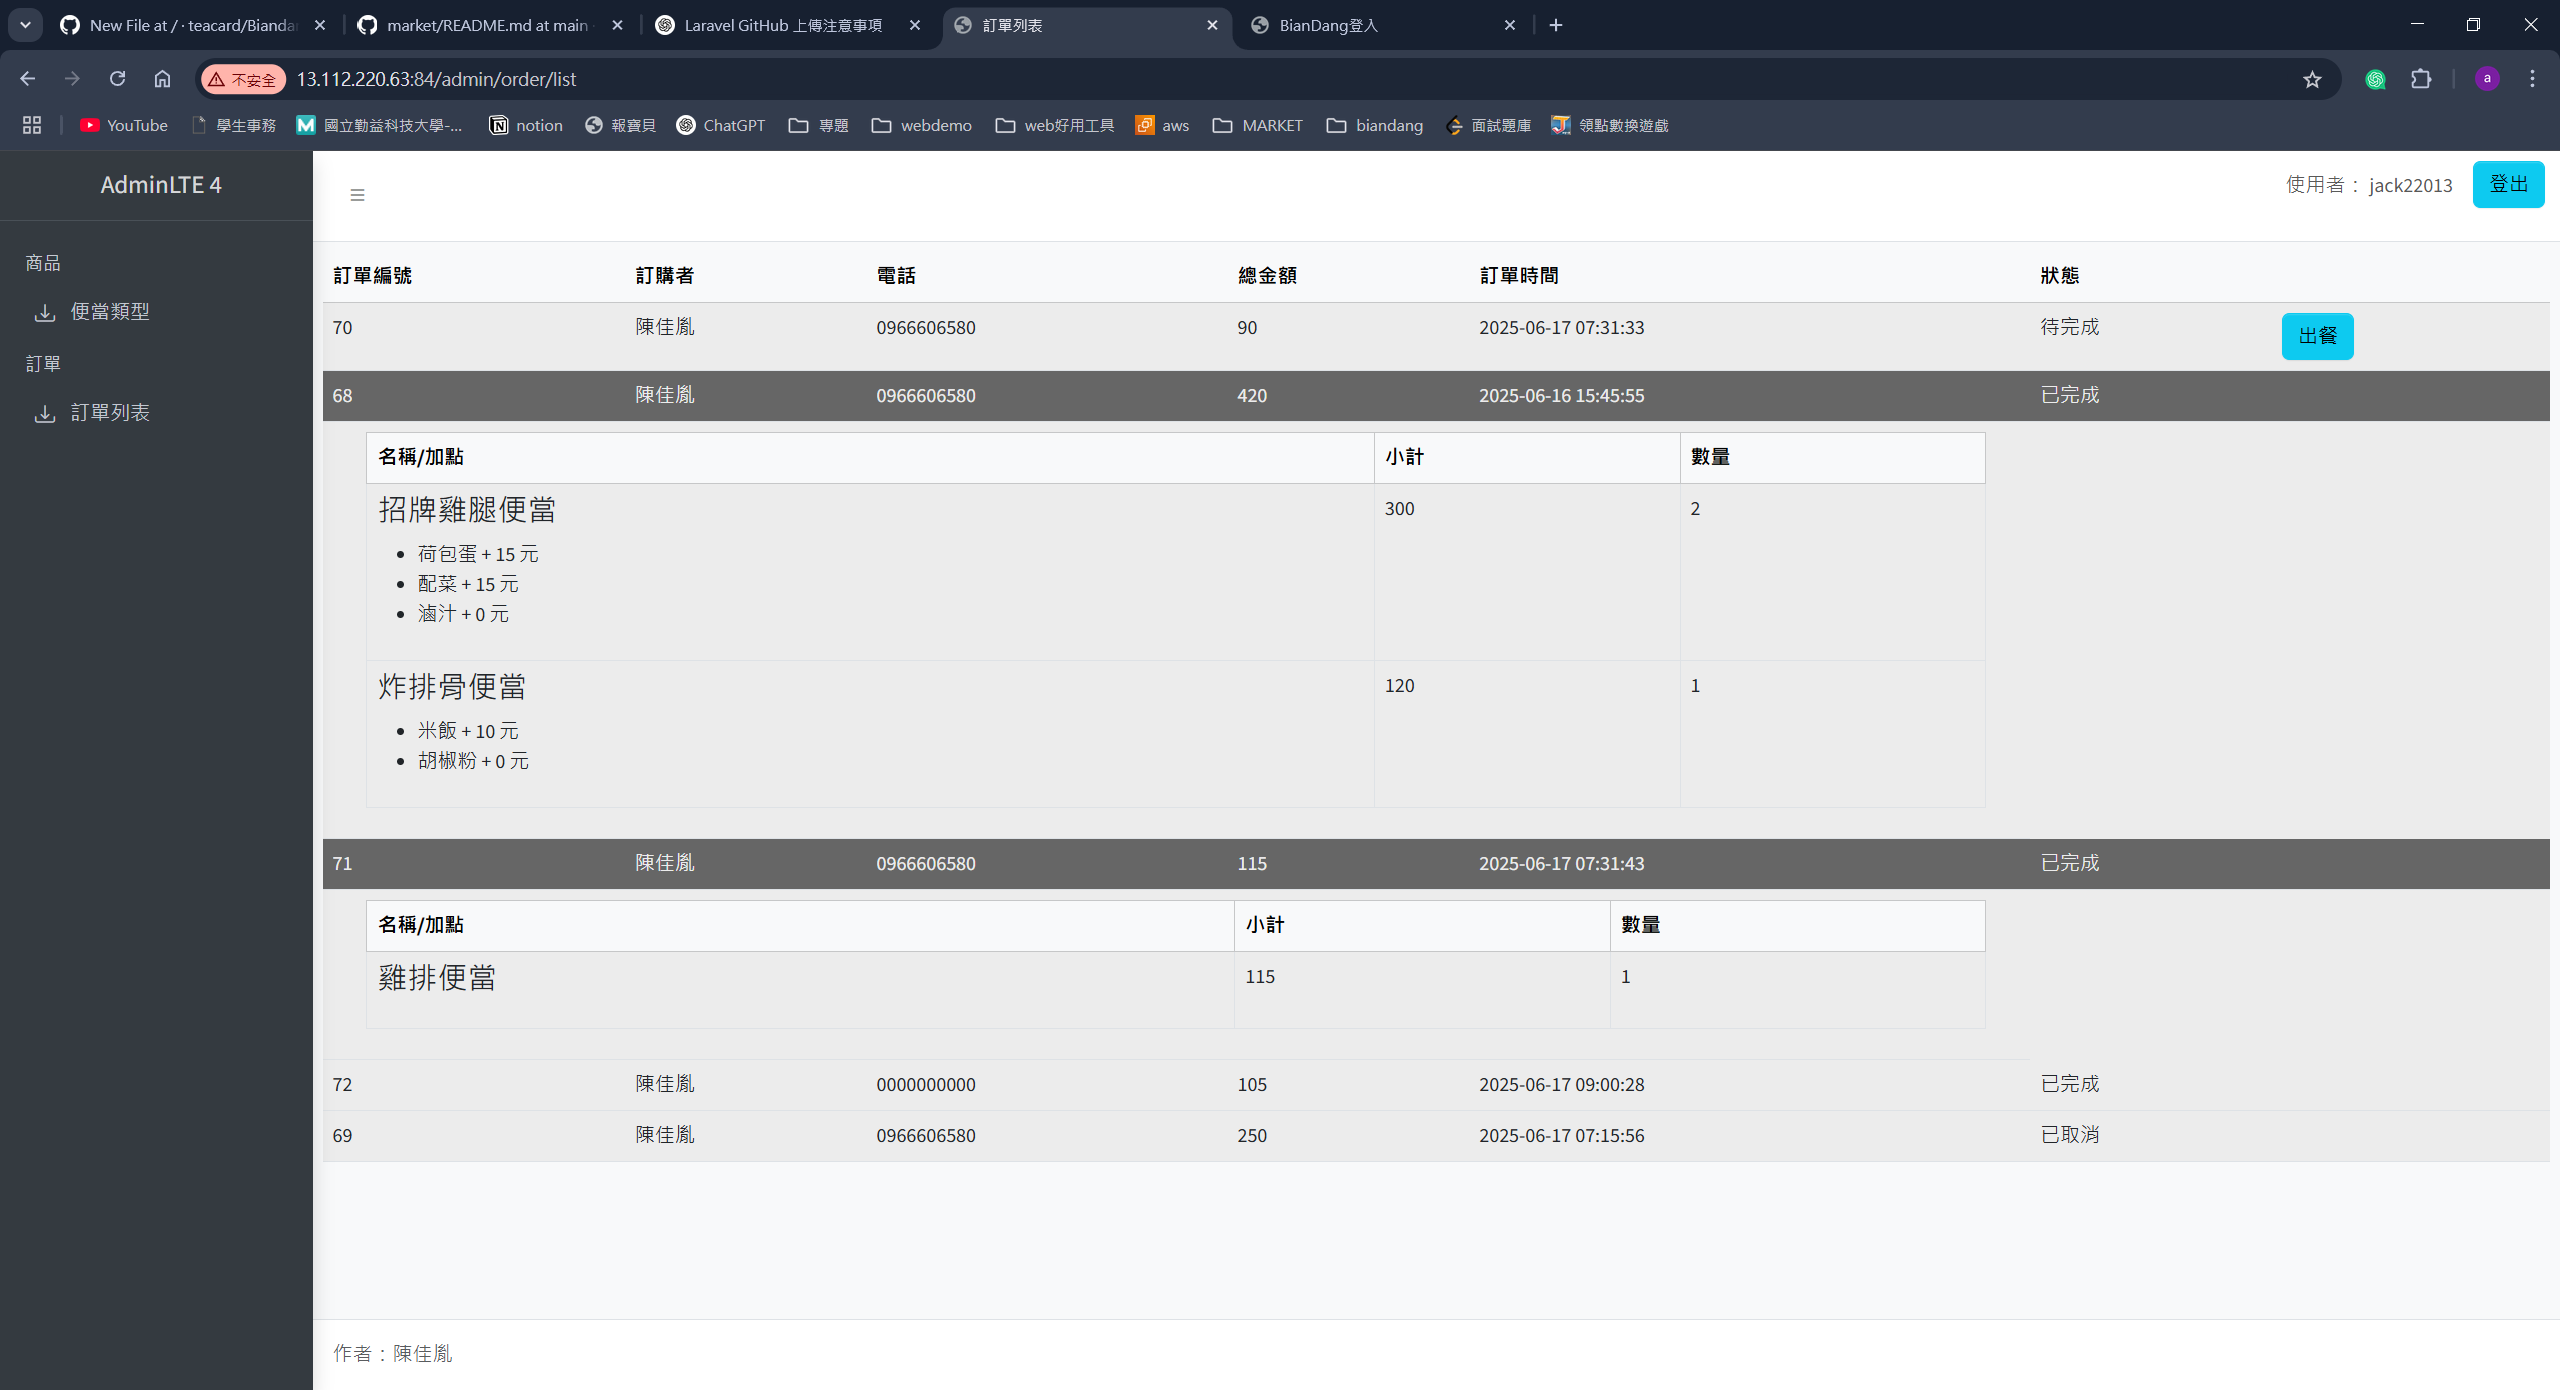 New File at / · teacard/Bianda
market/README.md at main
Laravel GitHub 上傳注意事項
訂單列表
BianDang登入
不安全 13.112.220.63:84/admin/order/list
a
YouTube 學生事務 國立勤益科技大學-... notion 報寶貝 ChatGPT 專題 webdemo web好用工具 aws MARKET biandang 面試題庫 領點數換遊戲
AdminLTE 4
使用者： jack22013 登出
商品
便當類型
訂單
訂單列表
訂單編號 訂購者 電話 總金額 訂單時間 狀態
70 陳佳胤 0966606580 90 2025-06-17 07:31:33 待完成 出餐
68 陳佳胤 0966606580 420 2025-06-16 15:45:55 已完成
名稱/加點 小計 數量
招牌雞腿便當 300 2
荷包蛋 + 15 元
配菜 + 15 元
滷汁 + 0 元
炸排骨便當 120 1
米飯 + 10 元
胡椒粉 + 0 元
71 陳佳胤 0966606580 115 2025-06-17 07:31:43 已完成
名稱/加點 小計 數量
雞排便當 115 1
72 陳佳胤 0000000000 105 2025-06-17 09:00:28 已完成
69 陳佳胤 0966606580 250 2025-06-17 07:15:56 已取消
作者：陳佳胤